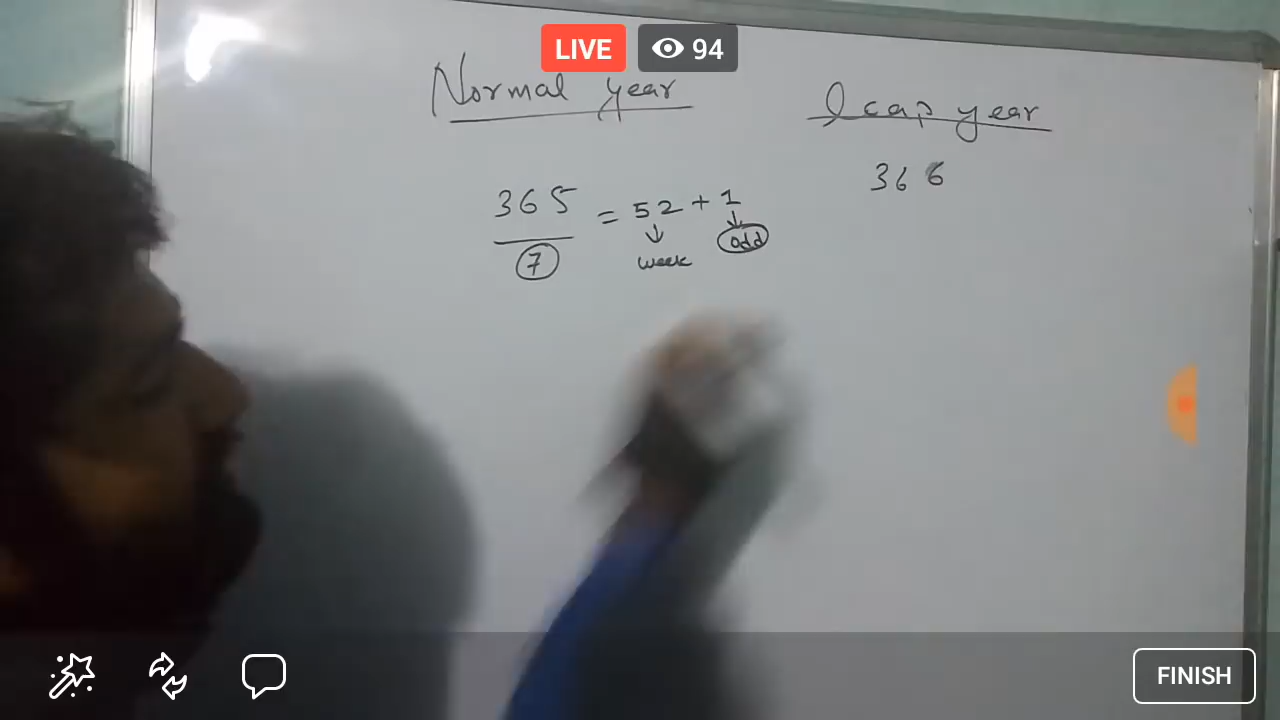 LIVE 94
Normal year
leap year
365 = 52 + 1
7
week
odd
366
FINISH